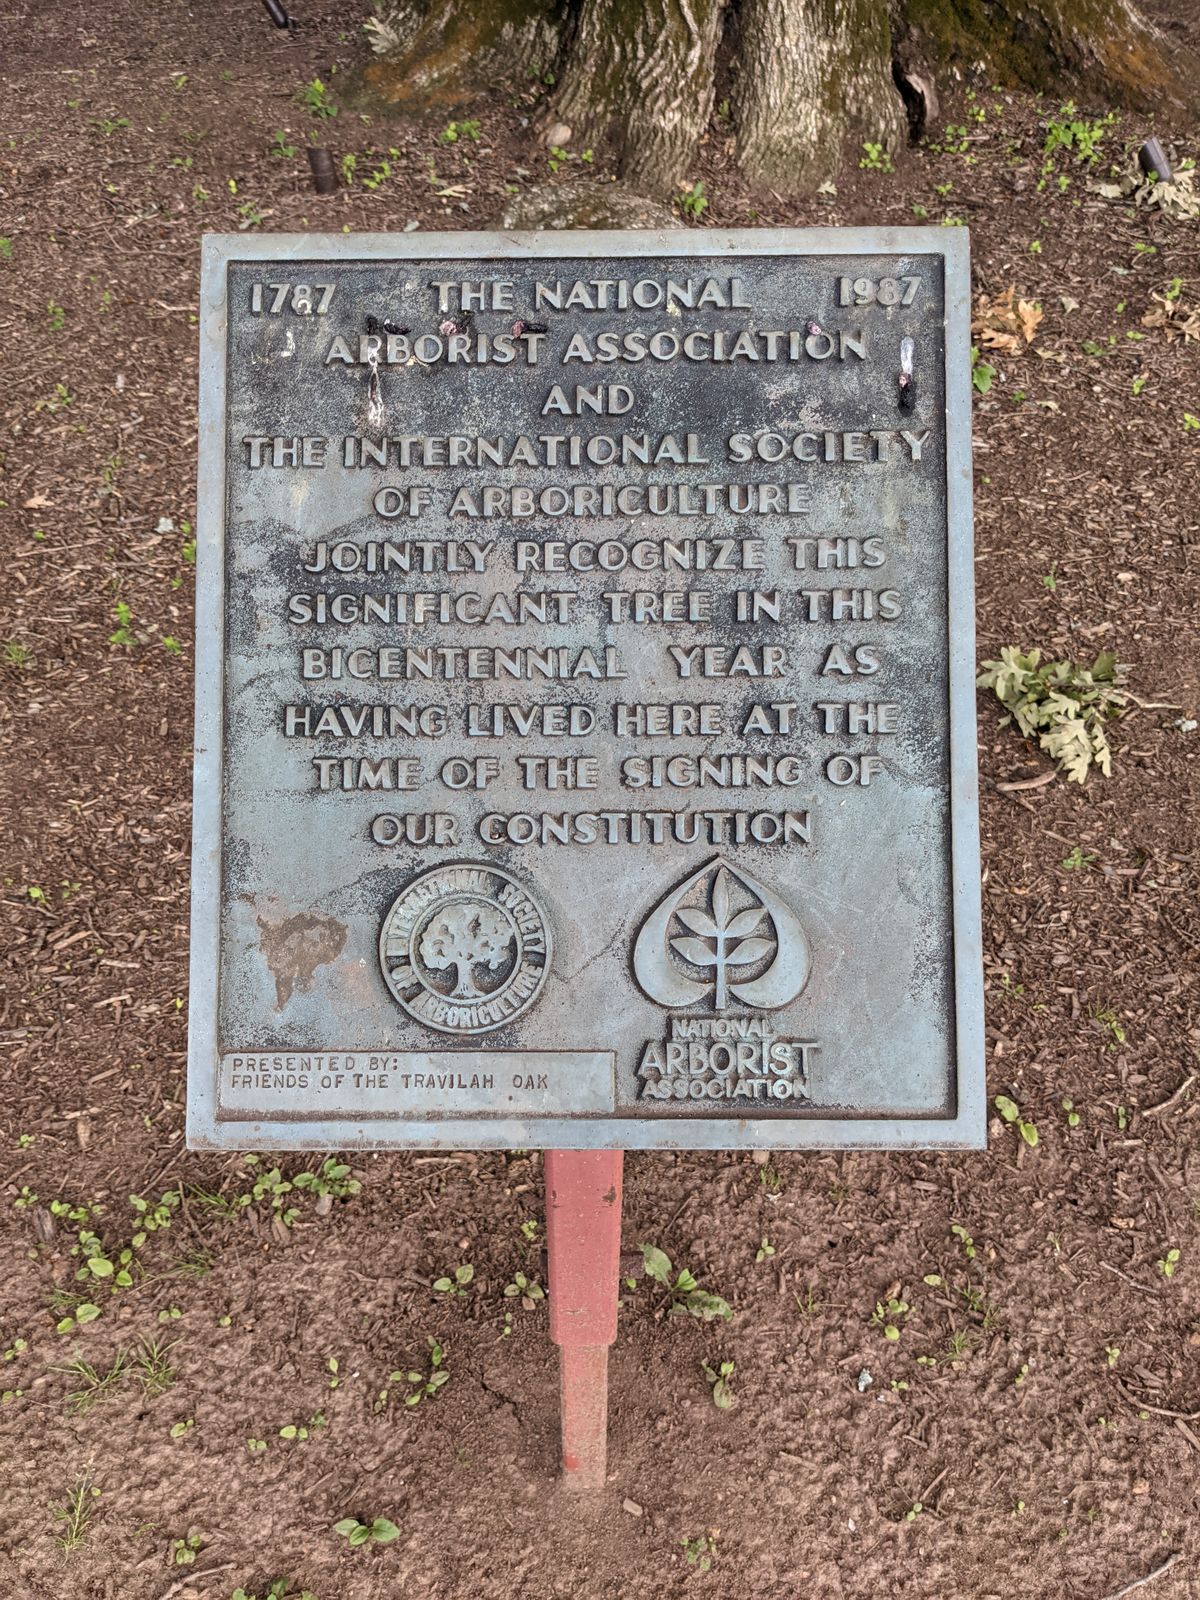 1787 THE NATIONAL 1987
ARBORIST ASSOCIATION
AND
THE INTERNATIONAL SOCIETY
OF ARBORICULTURE
JOINTLY RECOGNIZE THIS
SIGNIFICANT TREE IN THIS
BICENTENNIAL YEAR AS
HAVING LIVED HERE AT THE
TIME OF THE SIGNING OF
OUR CONSTITUTION
INTERNATIONAL SOCIETY
OF ARBORICULTURE
NATIONAL
ARBORIST
ASSOCIATION
PRESENTED BY:
FRIENDS OF THE TRAVILAH OAK